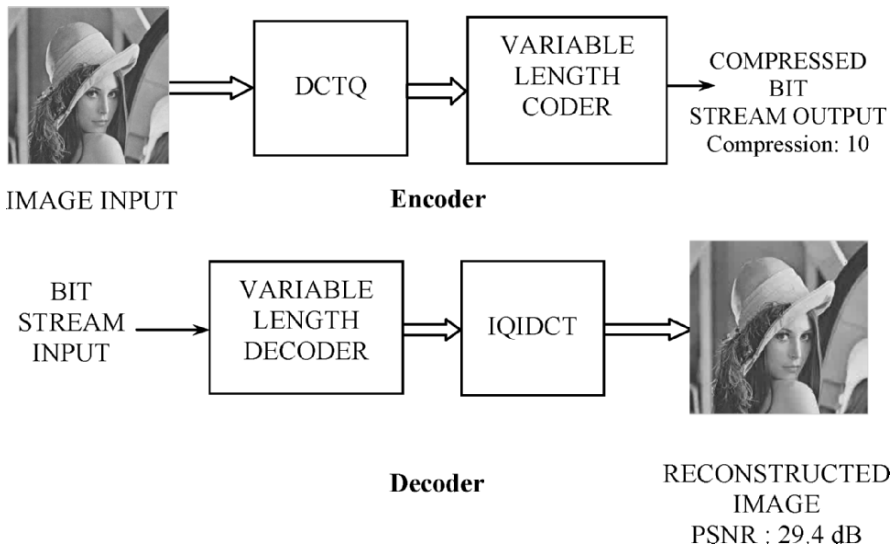 IMAGE INPUT
DCTQ
VARIABLE
LENGTH
CODER
COMPRESSED
BIT
STREAM OUTPUT
Compression: 10
Encoder
BIT
STREAM
INPUT
VARIABLE
LENGTH
DECODER
IQIDCT
RECONSTRUCTED
IMAGE
PSNR : 29.4 dB
Decoder